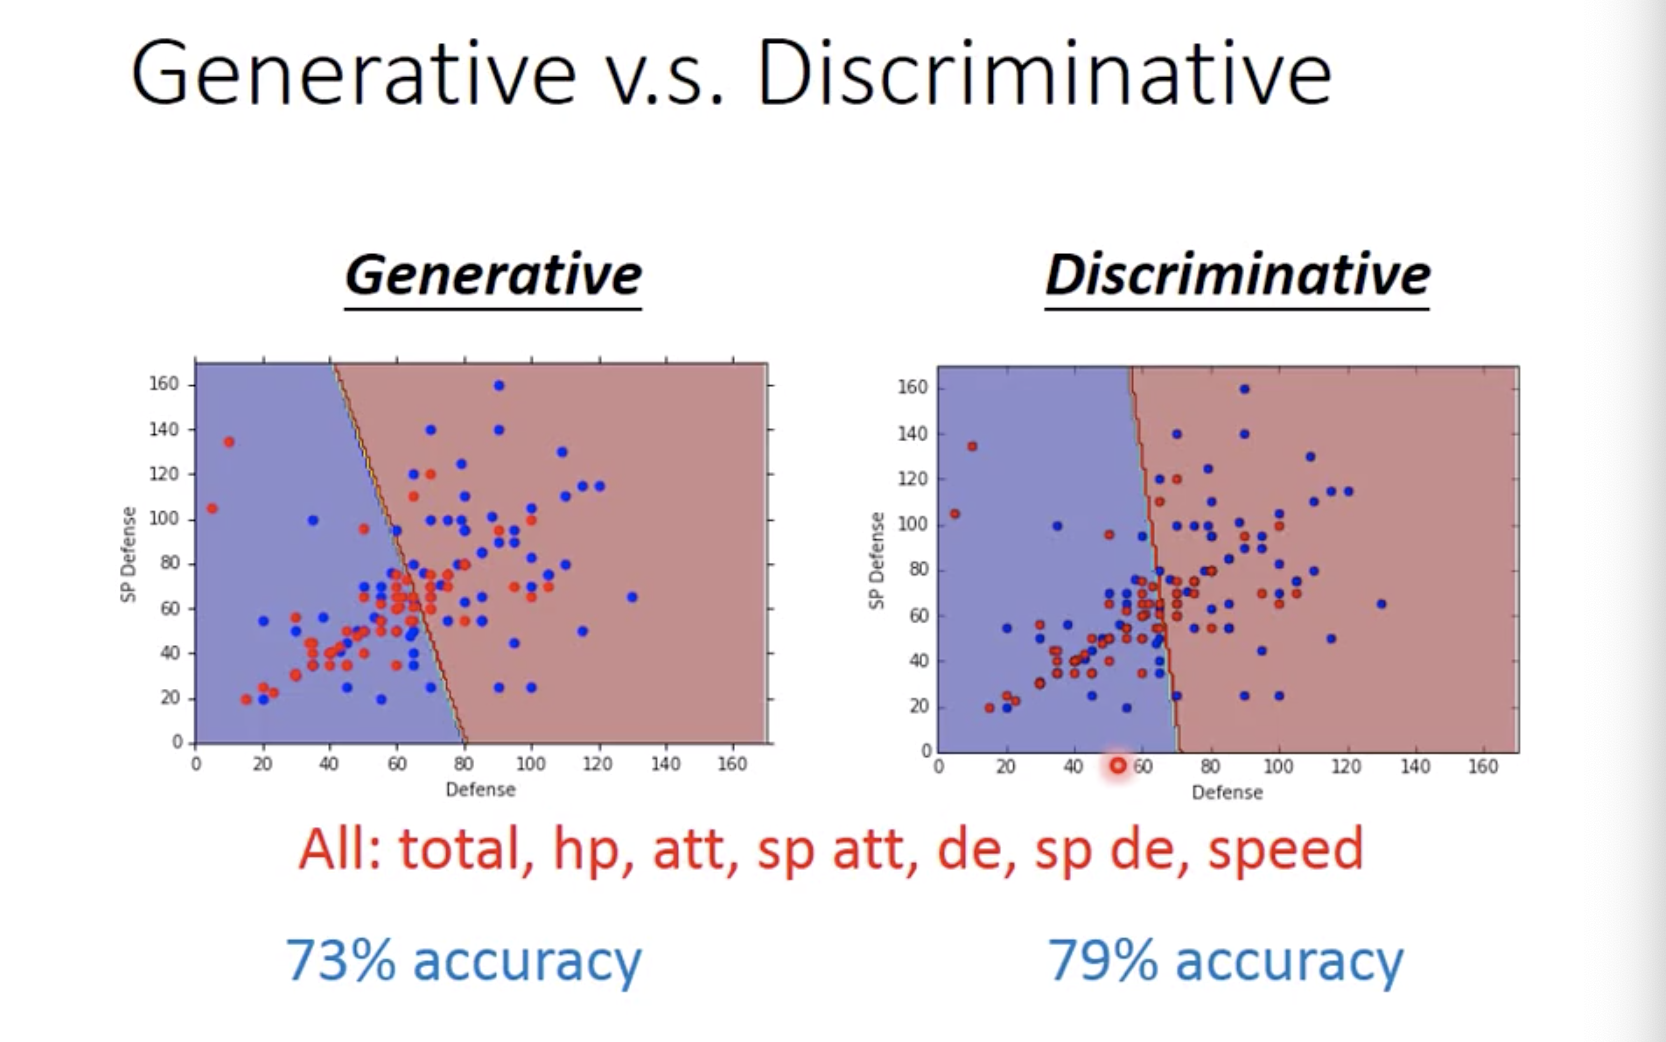 Generative v.s. Discriminative
Generative
Discriminative
160
140
120
100
80
60
40
20
0
SP Defense
0 20 40 60 80 100 120 140 160
Defense
160
140
120
100
80
60
40
20
0
SP Defense
0 20 40 60 80 100 120 140 160
Defense
All: total, hp, att, sp att, de, sp de, speed
73% accuracy
79% accuracy